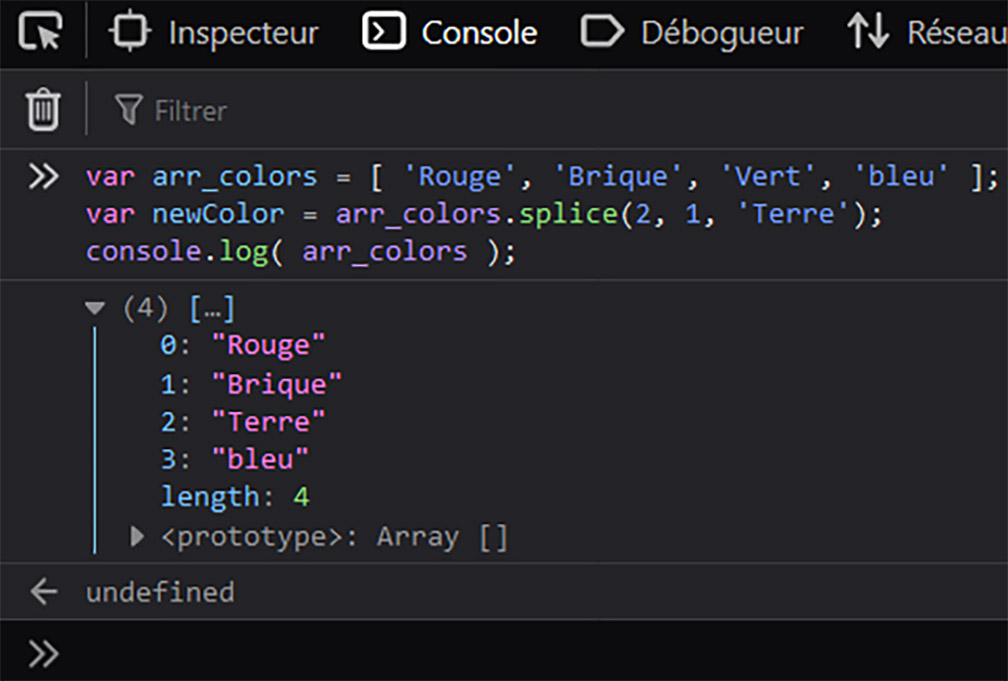 Inspecteur Console Débogueur Réseau
Filtrer
var arr_colors = [ 'Rouge', 'Brique', 'Vert', 'bleu' ];
var newColor = arr_colors.splice(2, 1, 'Terre');
console.log( arr_colors );
(4) […]
0: "Rouge"
1: "Brique"
2: "Terre"
3: "bleu"
length: 4
<prototype>: Array []
undefined